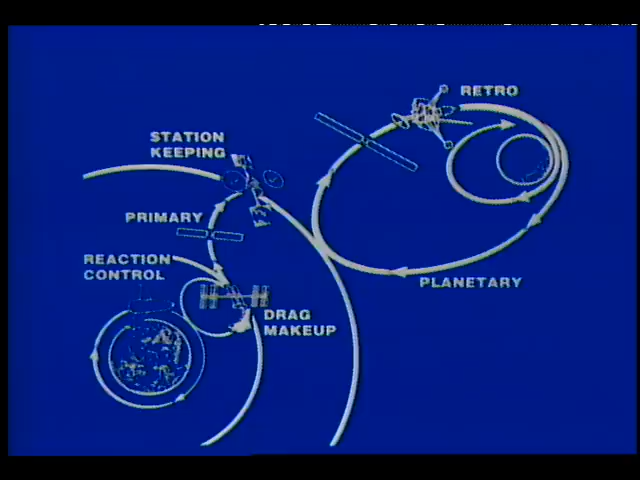 RETRO
STATION
KEEPING
PRIMARY
REACTION
CONTROL
PLANETARY
DRAG
MAKEUP